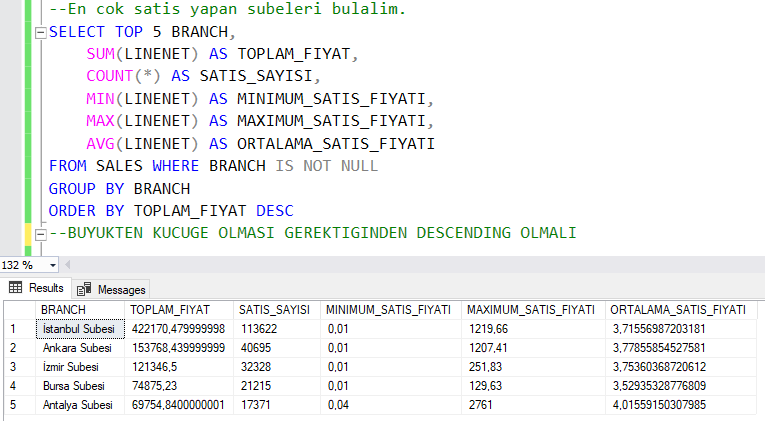 --En cok satis yapan subeleri bulalim.
SELECT TOP 5 BRANCH,
SUM(LINENET) AS TOPLAM_FIYAT,
COUNT(*) AS SATIS_SAYISI,
MIN(LINENET) AS MINIMUM_SATIS_FIYATI,
MAX(LINENET) AS MAXIMUM_SATIS_FIYATI,
AVG(LINENET) AS ORTALAMA_SATIS_FIYATI
FROM SALES WHERE BRANCH IS NOT NULL
GROUP BY BRANCH
ORDER BY TOPLAM_FIYAT DESC
--BUYUKTEN KUCUGE OLMASI GEREKTIGINDEN DESCENDING OLMALI
132 %
Results Messages
BRANCH TOPLAM_FIYAT SATIS_SAYISI MINIMUM_SATIS_FIYATI MAXIMUM_SATIS_FIYATI ORTALAMA_SATIS_FIYATI
1 İstanbul Subesi 422170,479999998 113622 0,01 1219,66 3,71556987203181
2 Ankara Subesi 153768,439999999 40695 0,01 1207,41 3,77855854527581
3 İzmir Subesi 121346,5 32328 0,01 251,83 3,75360368720612
4 Bursa Subesi 74875,23 21215 0,01 129,63 3,52935328776809
5 Antalya Subesi 69754,8400000001 17371 0,04 2761 4,01559150307985